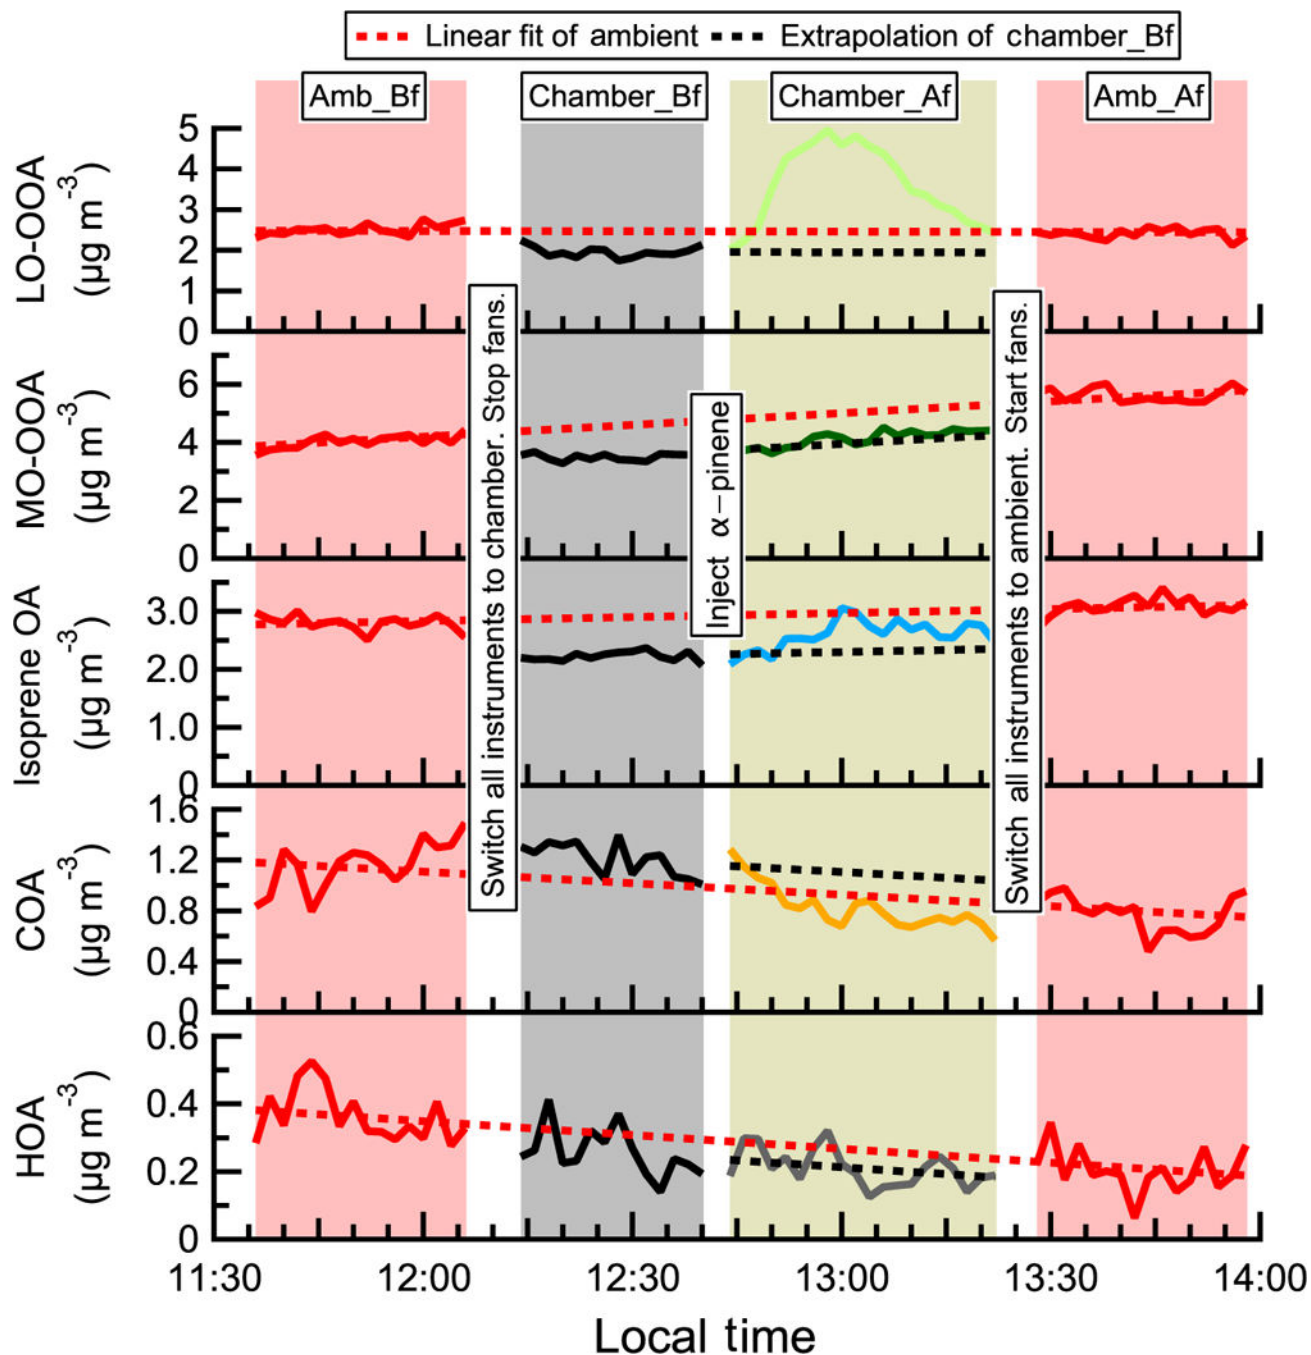 Linear fit of ambient Extrapolation of chamber_Bf
Amb_Bf Chamber_Bf Chamber_Af Amb_Af
LO-OOA
(µg m⁻³)
5
4
3
2
1
0
MO-OOA
(µg m⁻³)
6
4
2
0
Isoprene OA
(µg m⁻³)
3.0
2.0
1.0
0
COA
(µg m⁻³)
1.6
1.2
0.8
0.4
0
HOA
(µg m⁻³)
0.6
0.4
0.2
0
Switch all instruments to chamber. Stop fans.
Inject α−pinene
Switch all instruments to ambient. Start fans.
11:30 12:00 12:30 13:00 13:30 14:00
Local time